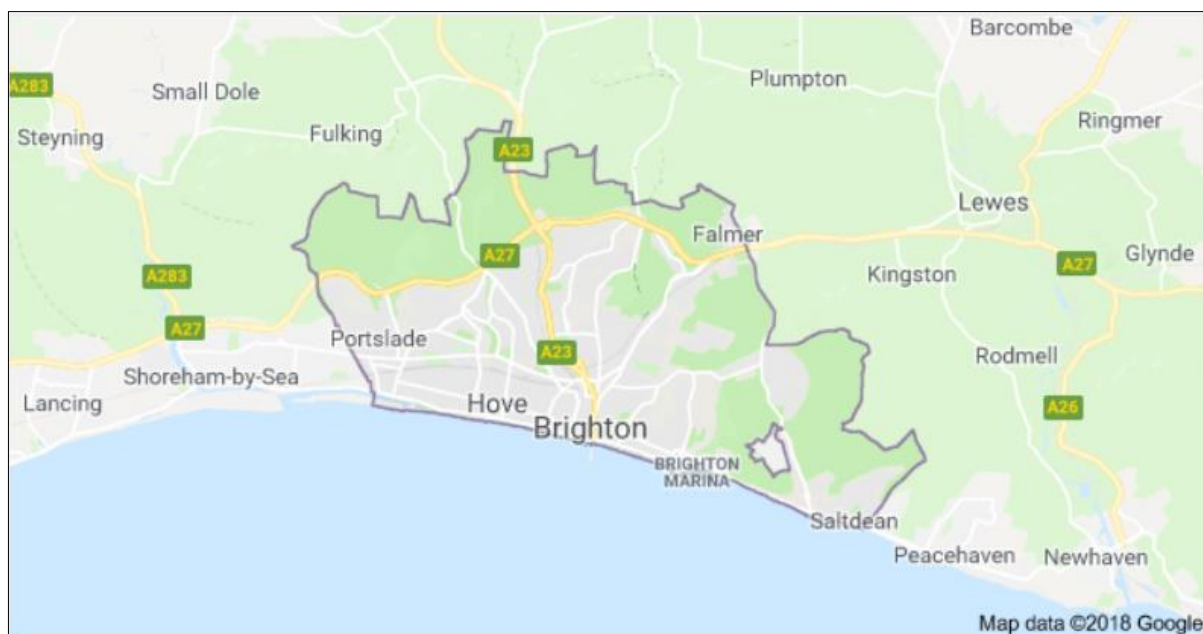 Barcombe
A283
Small Dole
Plumpton
Steyning
Fulking
A23
Ringmer
Lewes
Falmer
A27
Glynde
A283
Kingston
A27
A27
Portslade
A23
Rodmell
Shoreham-by-Sea
Lancing
Hove
A26
Brighton
BRIGHTON
MARINA
Saltdean
Peacehaven
Newhaven
Map data ©2018 Google